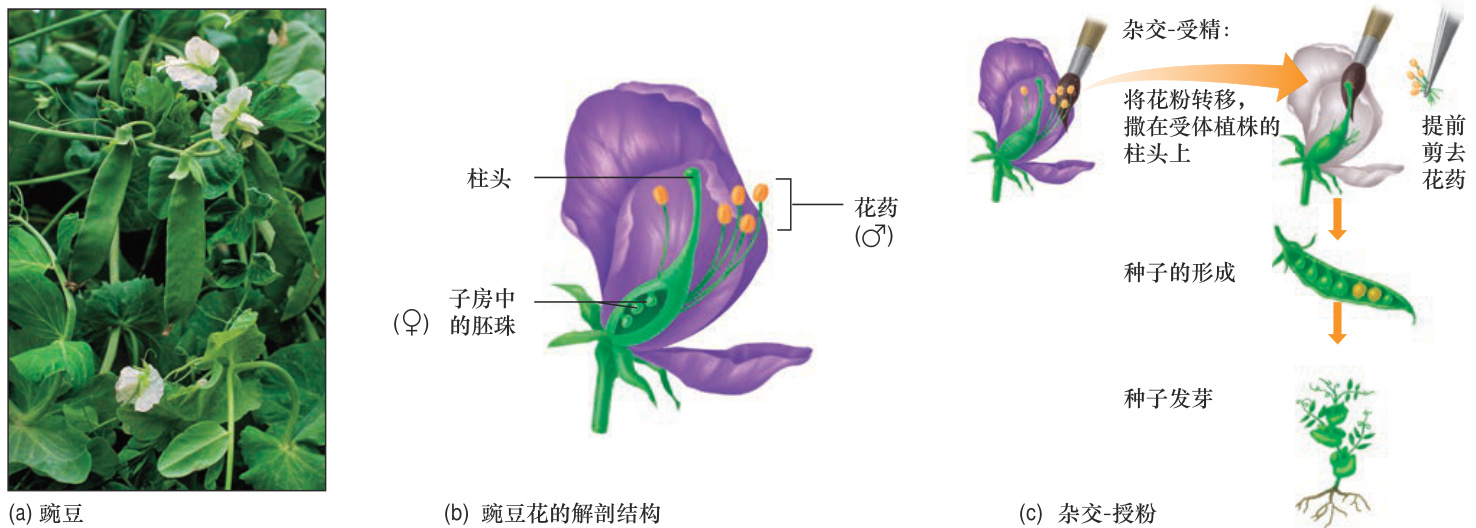 柱头
花药
(♂)
子房中
的胚珠
(♀)
(a) 豌豆
(b) 豌豆花的解剖结构
杂交-受精：
将花粉转移，
撒在受体植株的
柱头上
提前
剪去
花药
种子的形成
种子发芽
(c) 杂交-授粉